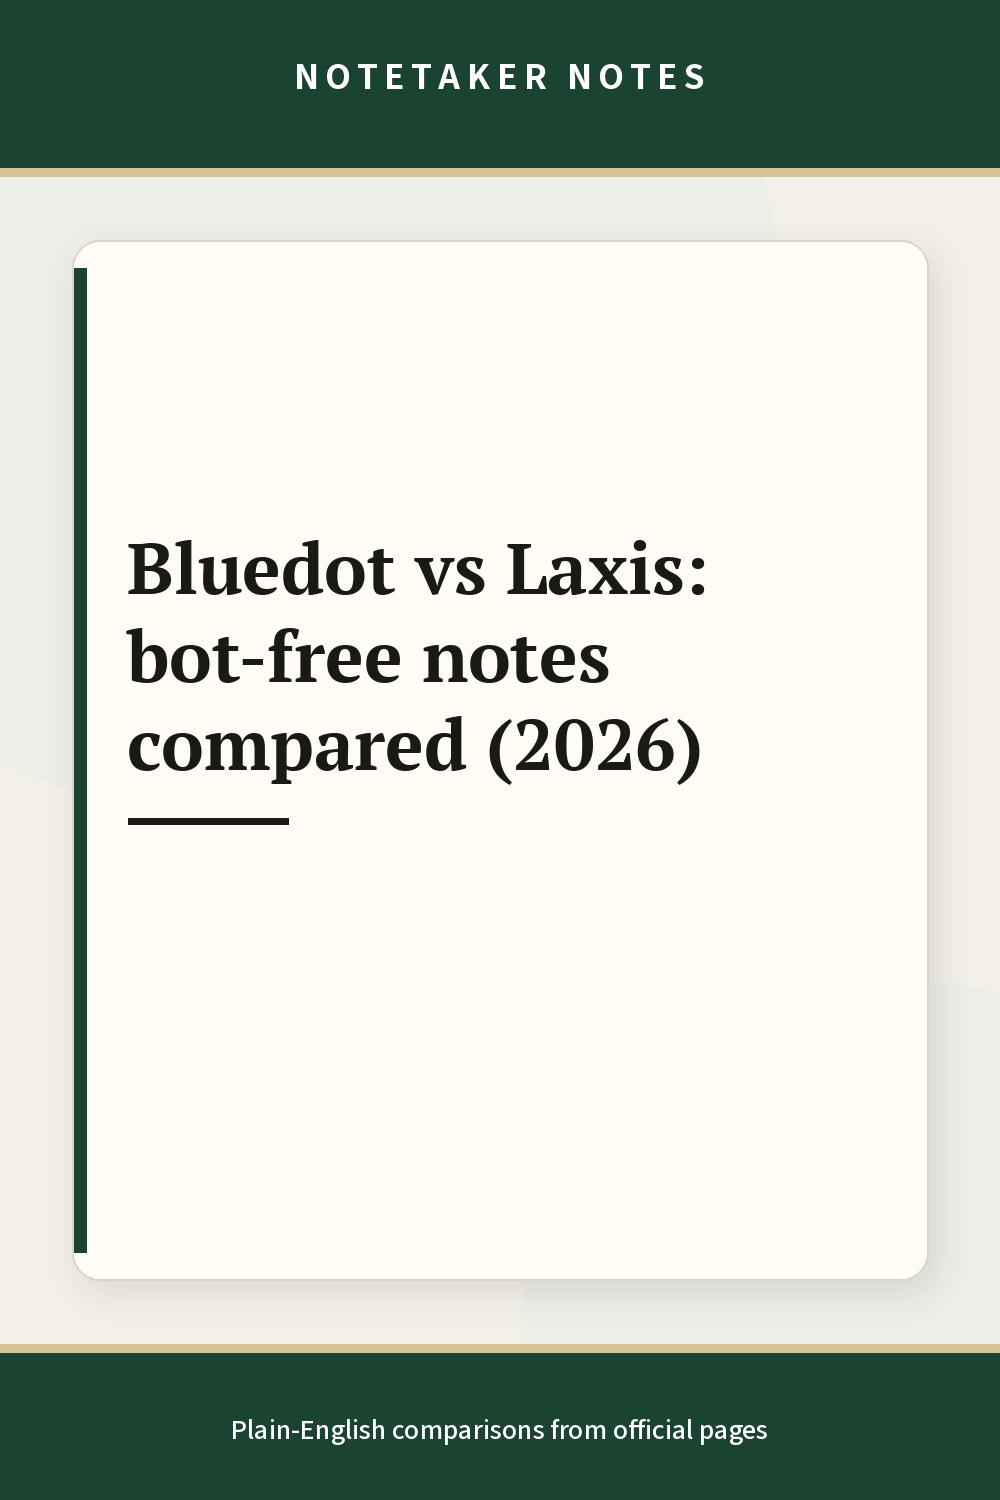 NOTETAKER NOTES
Bluedot vs Laxis:
bot-free notes
compared (2026)
Plain-English comparisons from official pages